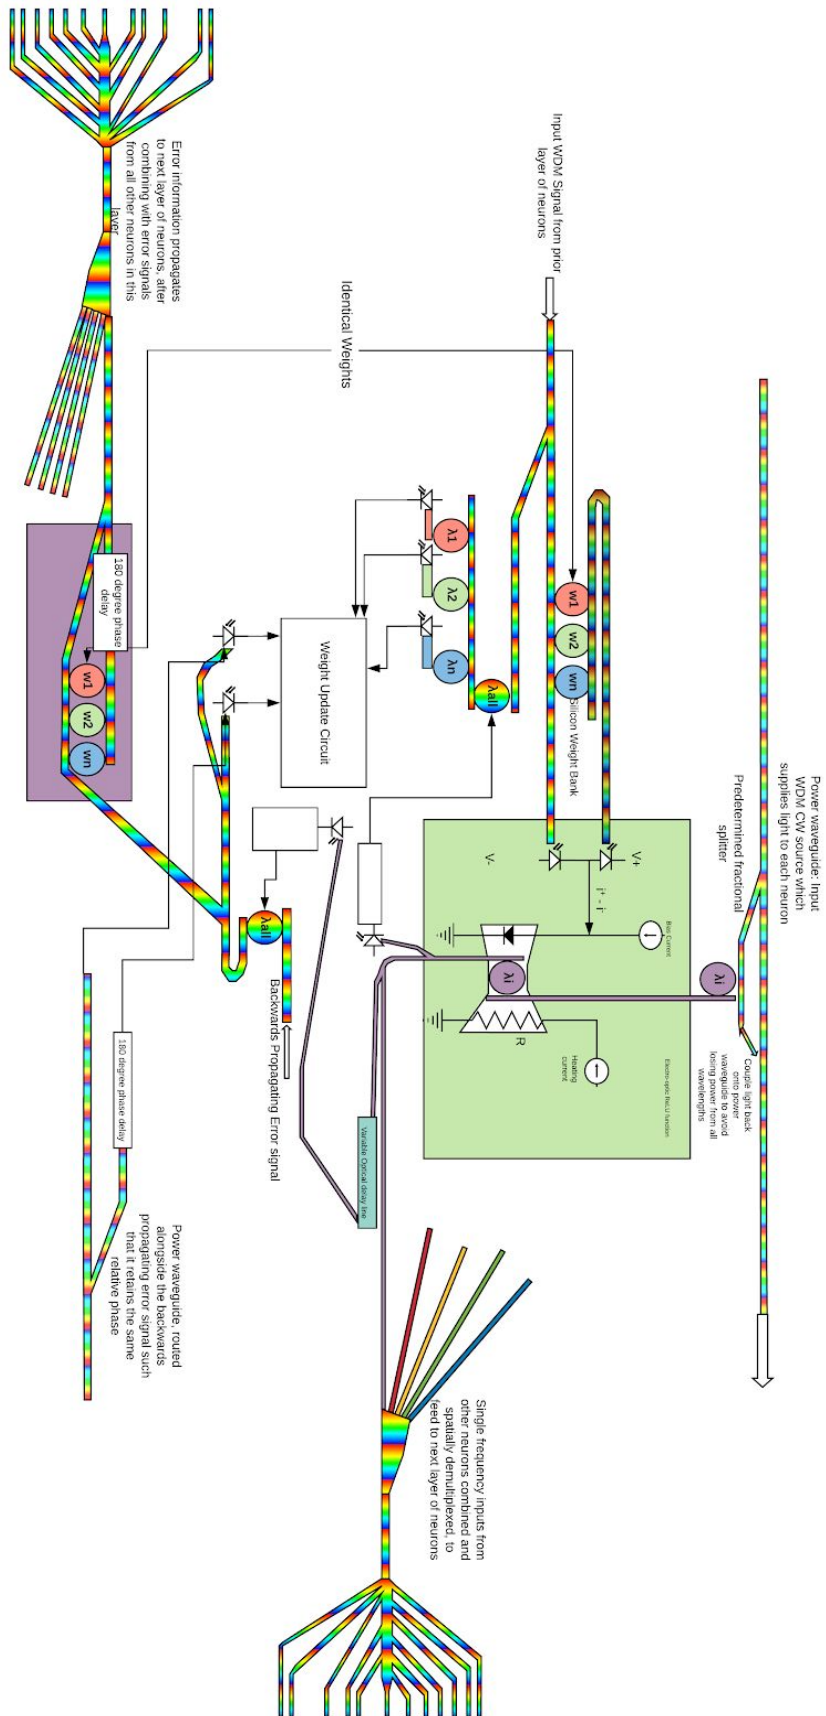 Power waveguide: Input
WDM CW source which
supplies light to each neuron
Predetermined fractional
splitter
λi
Couple light back
onto power
waveguide to avoid
losing power from all
wavelengths
Input WDM Signal from prior
layer of neurons
w1
w2
wn
Silicon Weight Bank
V+
V-
i⁺ - i⁻
Bias Current
λi
R
Heating
current
Electro-optic ReLU function
Identical Weights
λ1
λ2
λn
λall
Weight Update Circuit
Variable Optical delay line
Single frequency inputs from
other neurons combined and
spatially demultiplexed, to
feed to next layer of neurons
Error information propagates
to next layer of neurons, after
combining with error signals
from all other neurons in this
layer
180 degree phase
delay
w1
w2
wn
λall
Backwards Propagating Error signal
180 degree phase delay
Power waveguide, routed
alongside the backwards
propagating error signal such
that it retains the same
relative phase